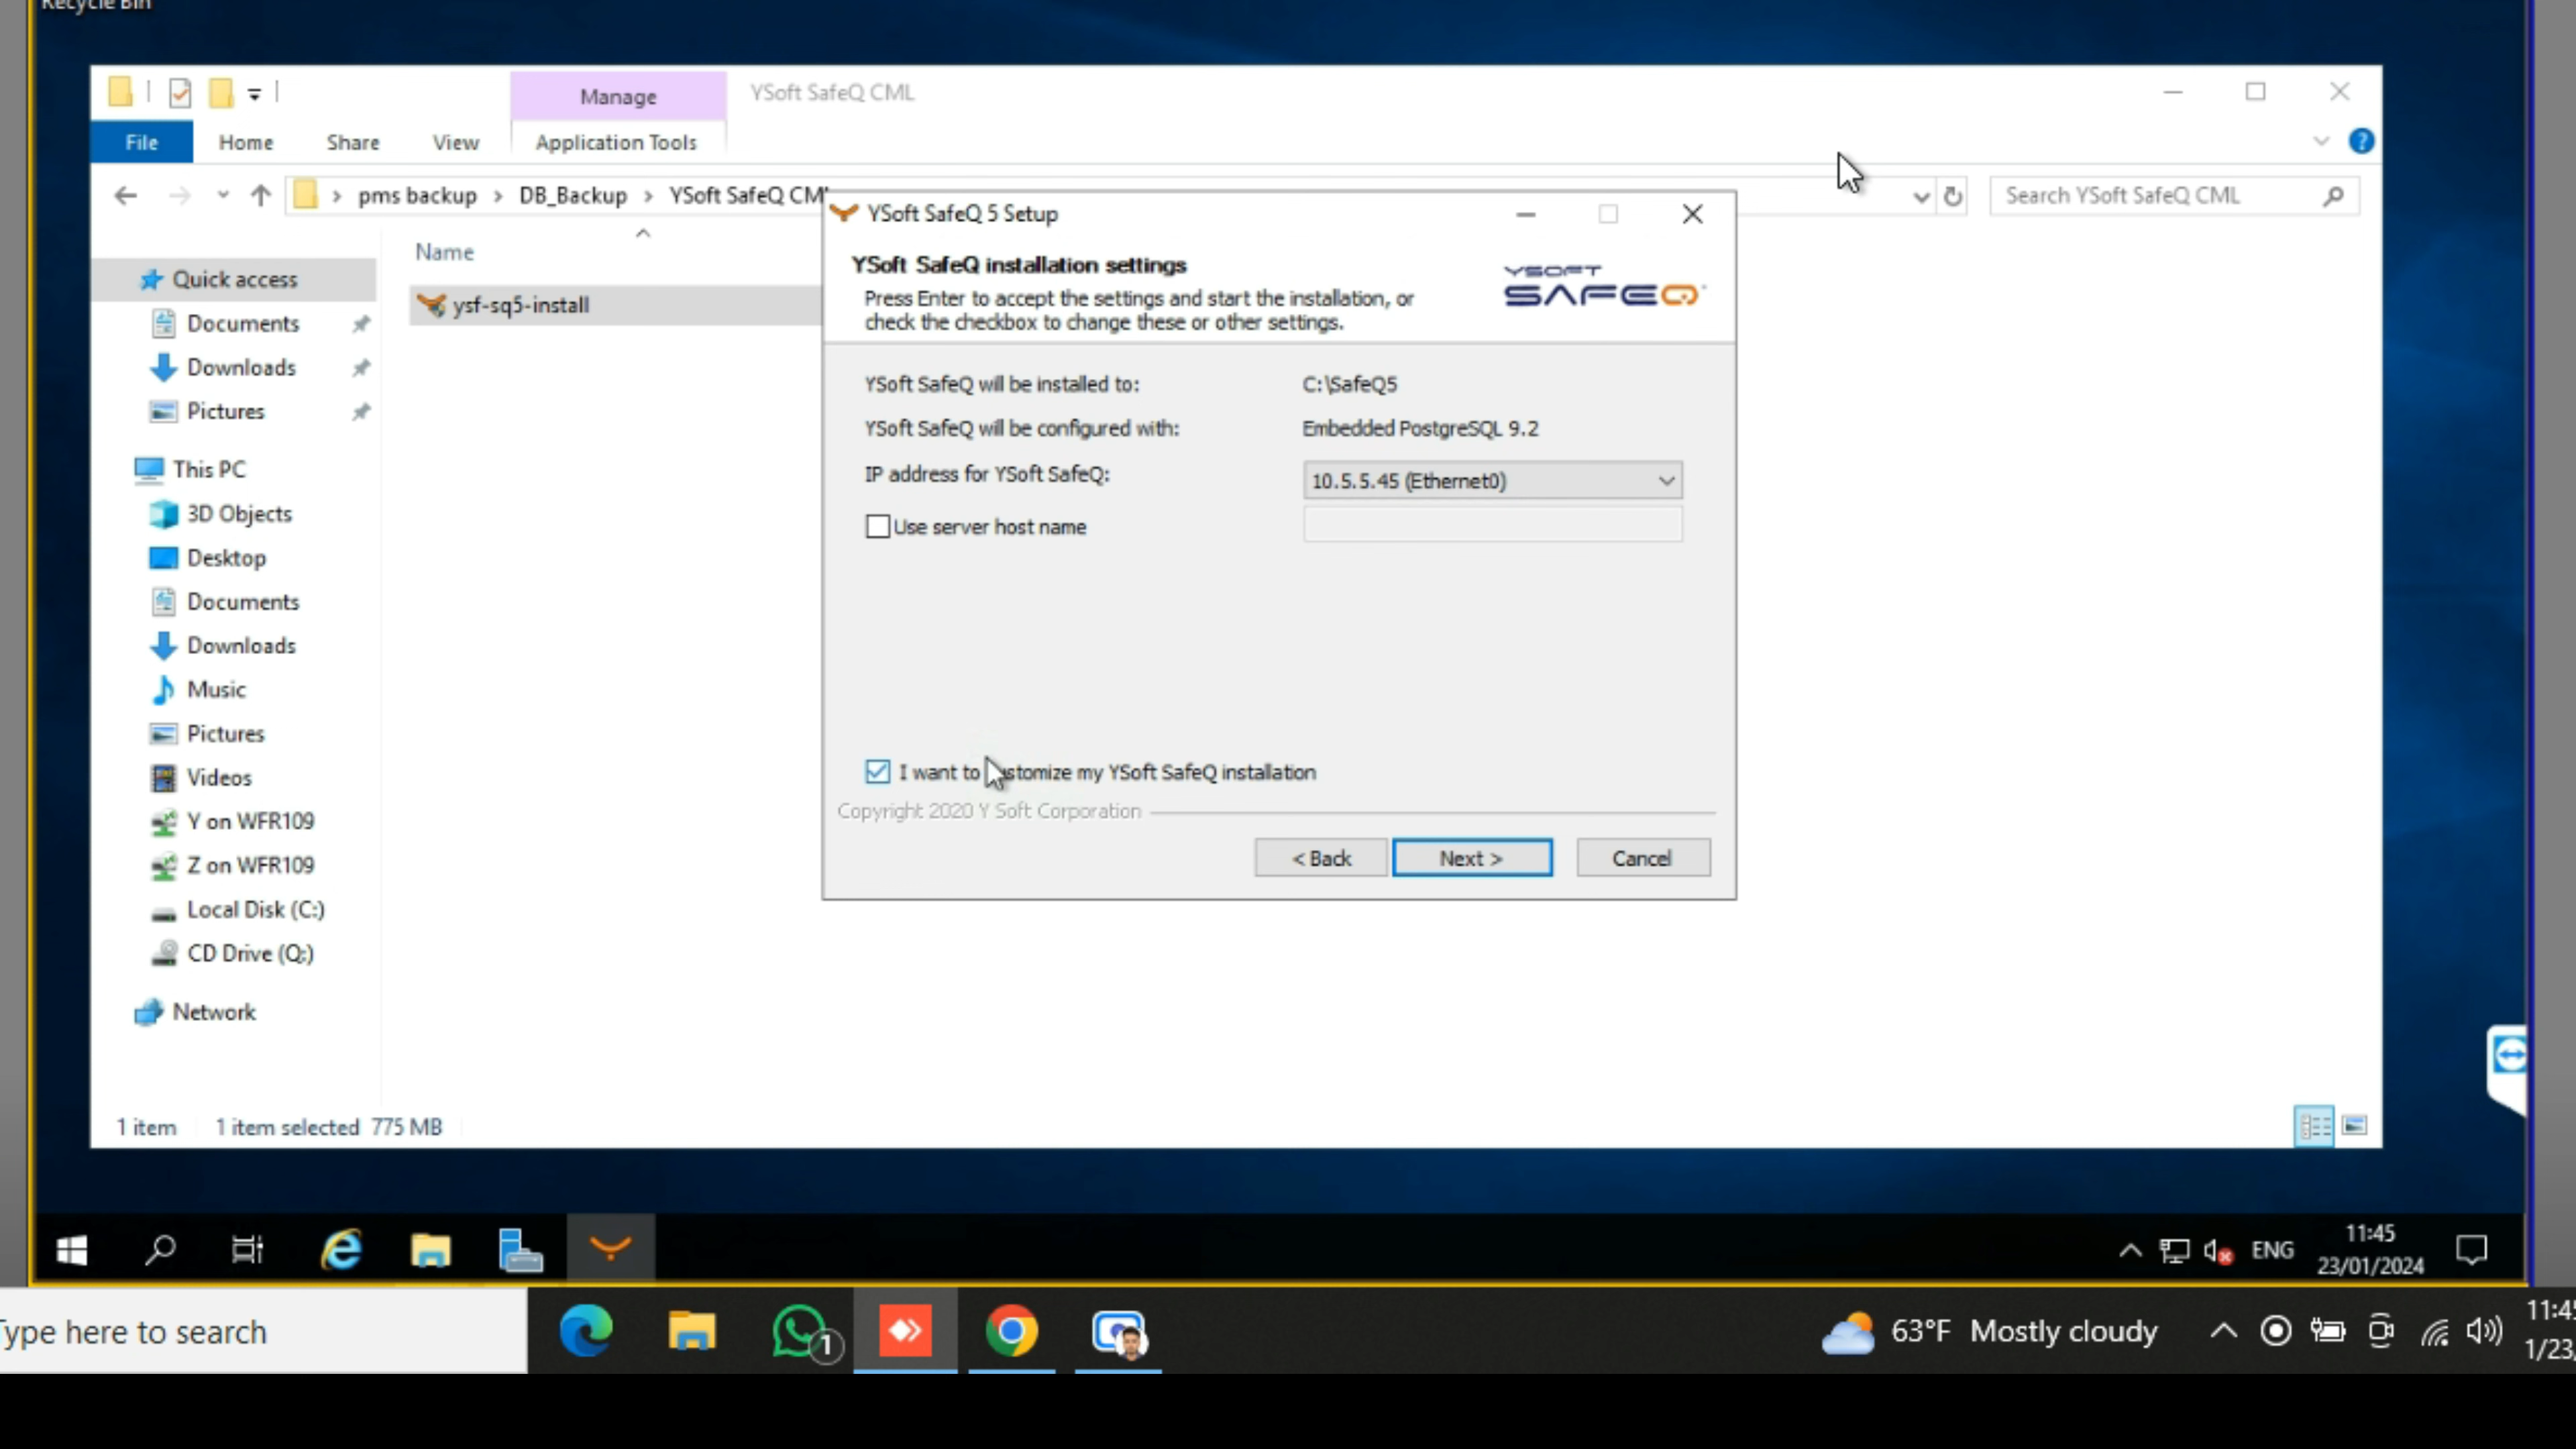 Recycle Bin
Manage
YSoft SafeQ CML
File
Home
Share
View
Application Tools
pms backup > DB_Backup > YSoft SafeQ CML
Search YSoft SafeQ CML
YSoft SafeQ 5 Setup
YSoft SafeQ installation settings
Press Enter to accept the settings and start the installation, or
check the checkbox to change these or other settings.
YSOFT
SAFEQ
Name
ysf-sq5-install
Quick access
Documents
Downloads
Pictures
This PC
3D Objects
Desktop
Documents
Downloads
Music
Pictures
Videos
Y on WFR109
Z on WFR109
Local Disk (C:)
CD Drive (Q:)
Network
YSoft SafeQ will be installed to: C:\SafeQ5
YSoft SafeQ will be configured with: Embedded PostgreSQL 9.2
IP address for YSoft SafeQ: 10.5.5.45 (Ethernet0)
Use server host name
I want to customize my YSoft SafeQ installation
Copyright 2020 Y Soft Corporation
< Back
Next >
Cancel
1 item 1 item selected 775 MB
ENG
11:45
23/01/2024
Type here to search
1
63°F Mostly cloudy
11:45
1/23/